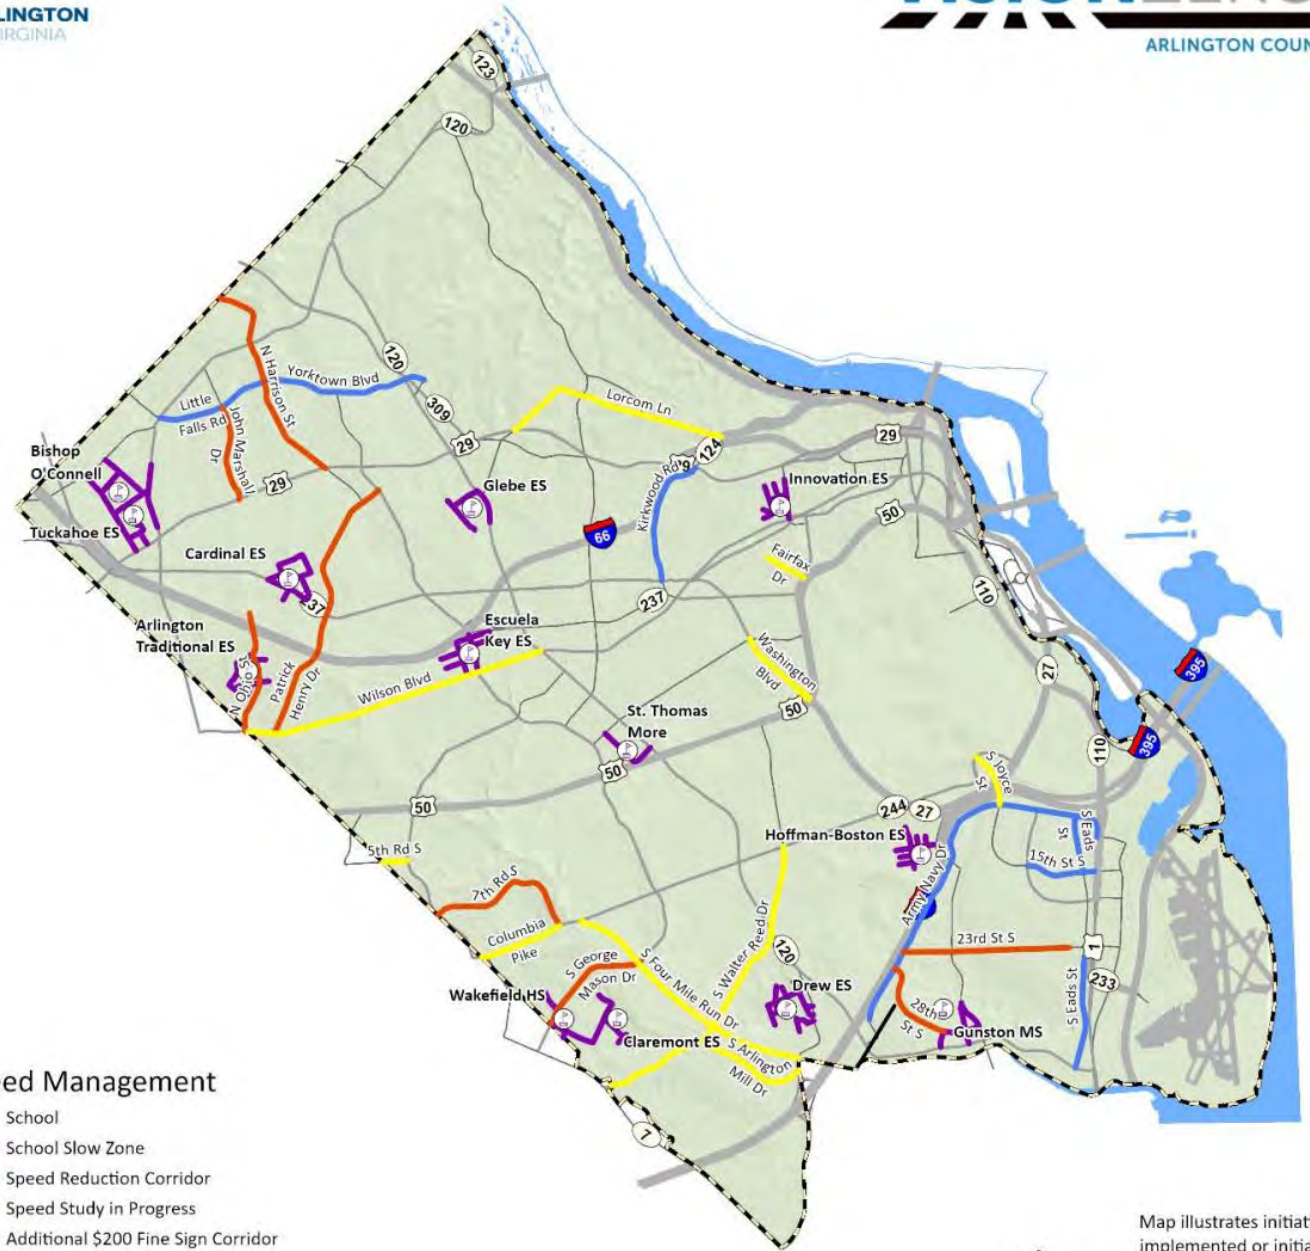 ARLINGTON COUN
123
120
N Harrison St
120
Yorktown Blvd
Little
Falls Rd
John Marshall
Dr
309
29
29
Lorcom Ln
124
29
Kirkwood Rd
Bishop
O'Connell
Tuckahoe ES
Glebe ES
Innovation ES
50
66
Cardinal ES
237
Fairfax
Dr
237
110
Arlington
Traditional ES
Escuela
Key ES
N Ohio St
Patrick
Henry Dr
Wilson Blvd
Washington
Blvd
27
395
50
St. Thomas
More
50
395
110
S Joyce
St
50
244
27
Hoffman-Boston ES
S Eads
St
15th St S
5th Rd S
7th Rd S
Army Navy Dr
Columbia
Pike
S George
Mason Dr
S Four Mile Run Dr
S Walter Reed Dr
120
23rd St S
1
233
S Eads St
Wakefield HS
Drew ES
28th
St S
Gunston MS
Claremont ES
S Arlington
Mill Dr
7
ed Management
School
School Slow Zone
Speed Reduction Corridor
Speed Study in Progress
Additional $200 Fine Sign Corridor
Map illustrates initiat
implemented or initia